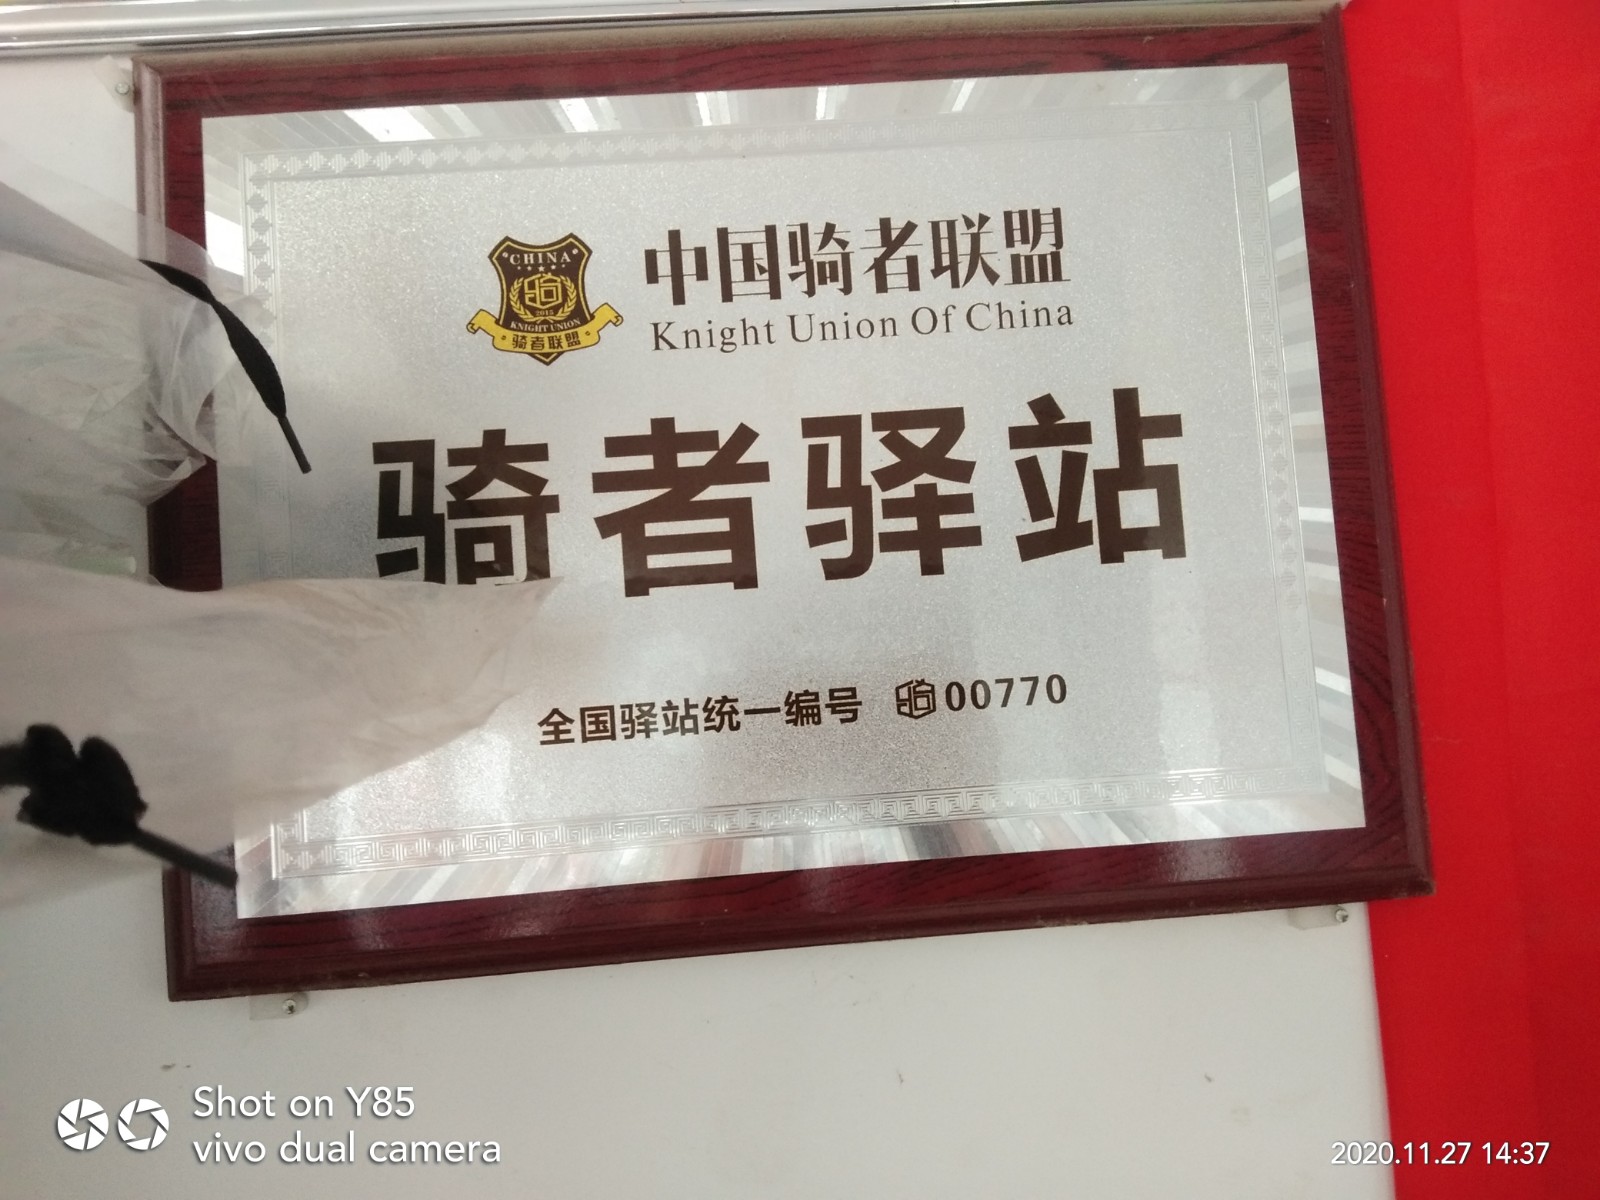 CHINA
2015
KNIGHT UNION
骑者联盟
中国骑者联盟
Knight Union Of China
骑者驿站
全国驿站统一编号 00770
Shot on Y85
vivo dual camera
2020.11.27 14:37